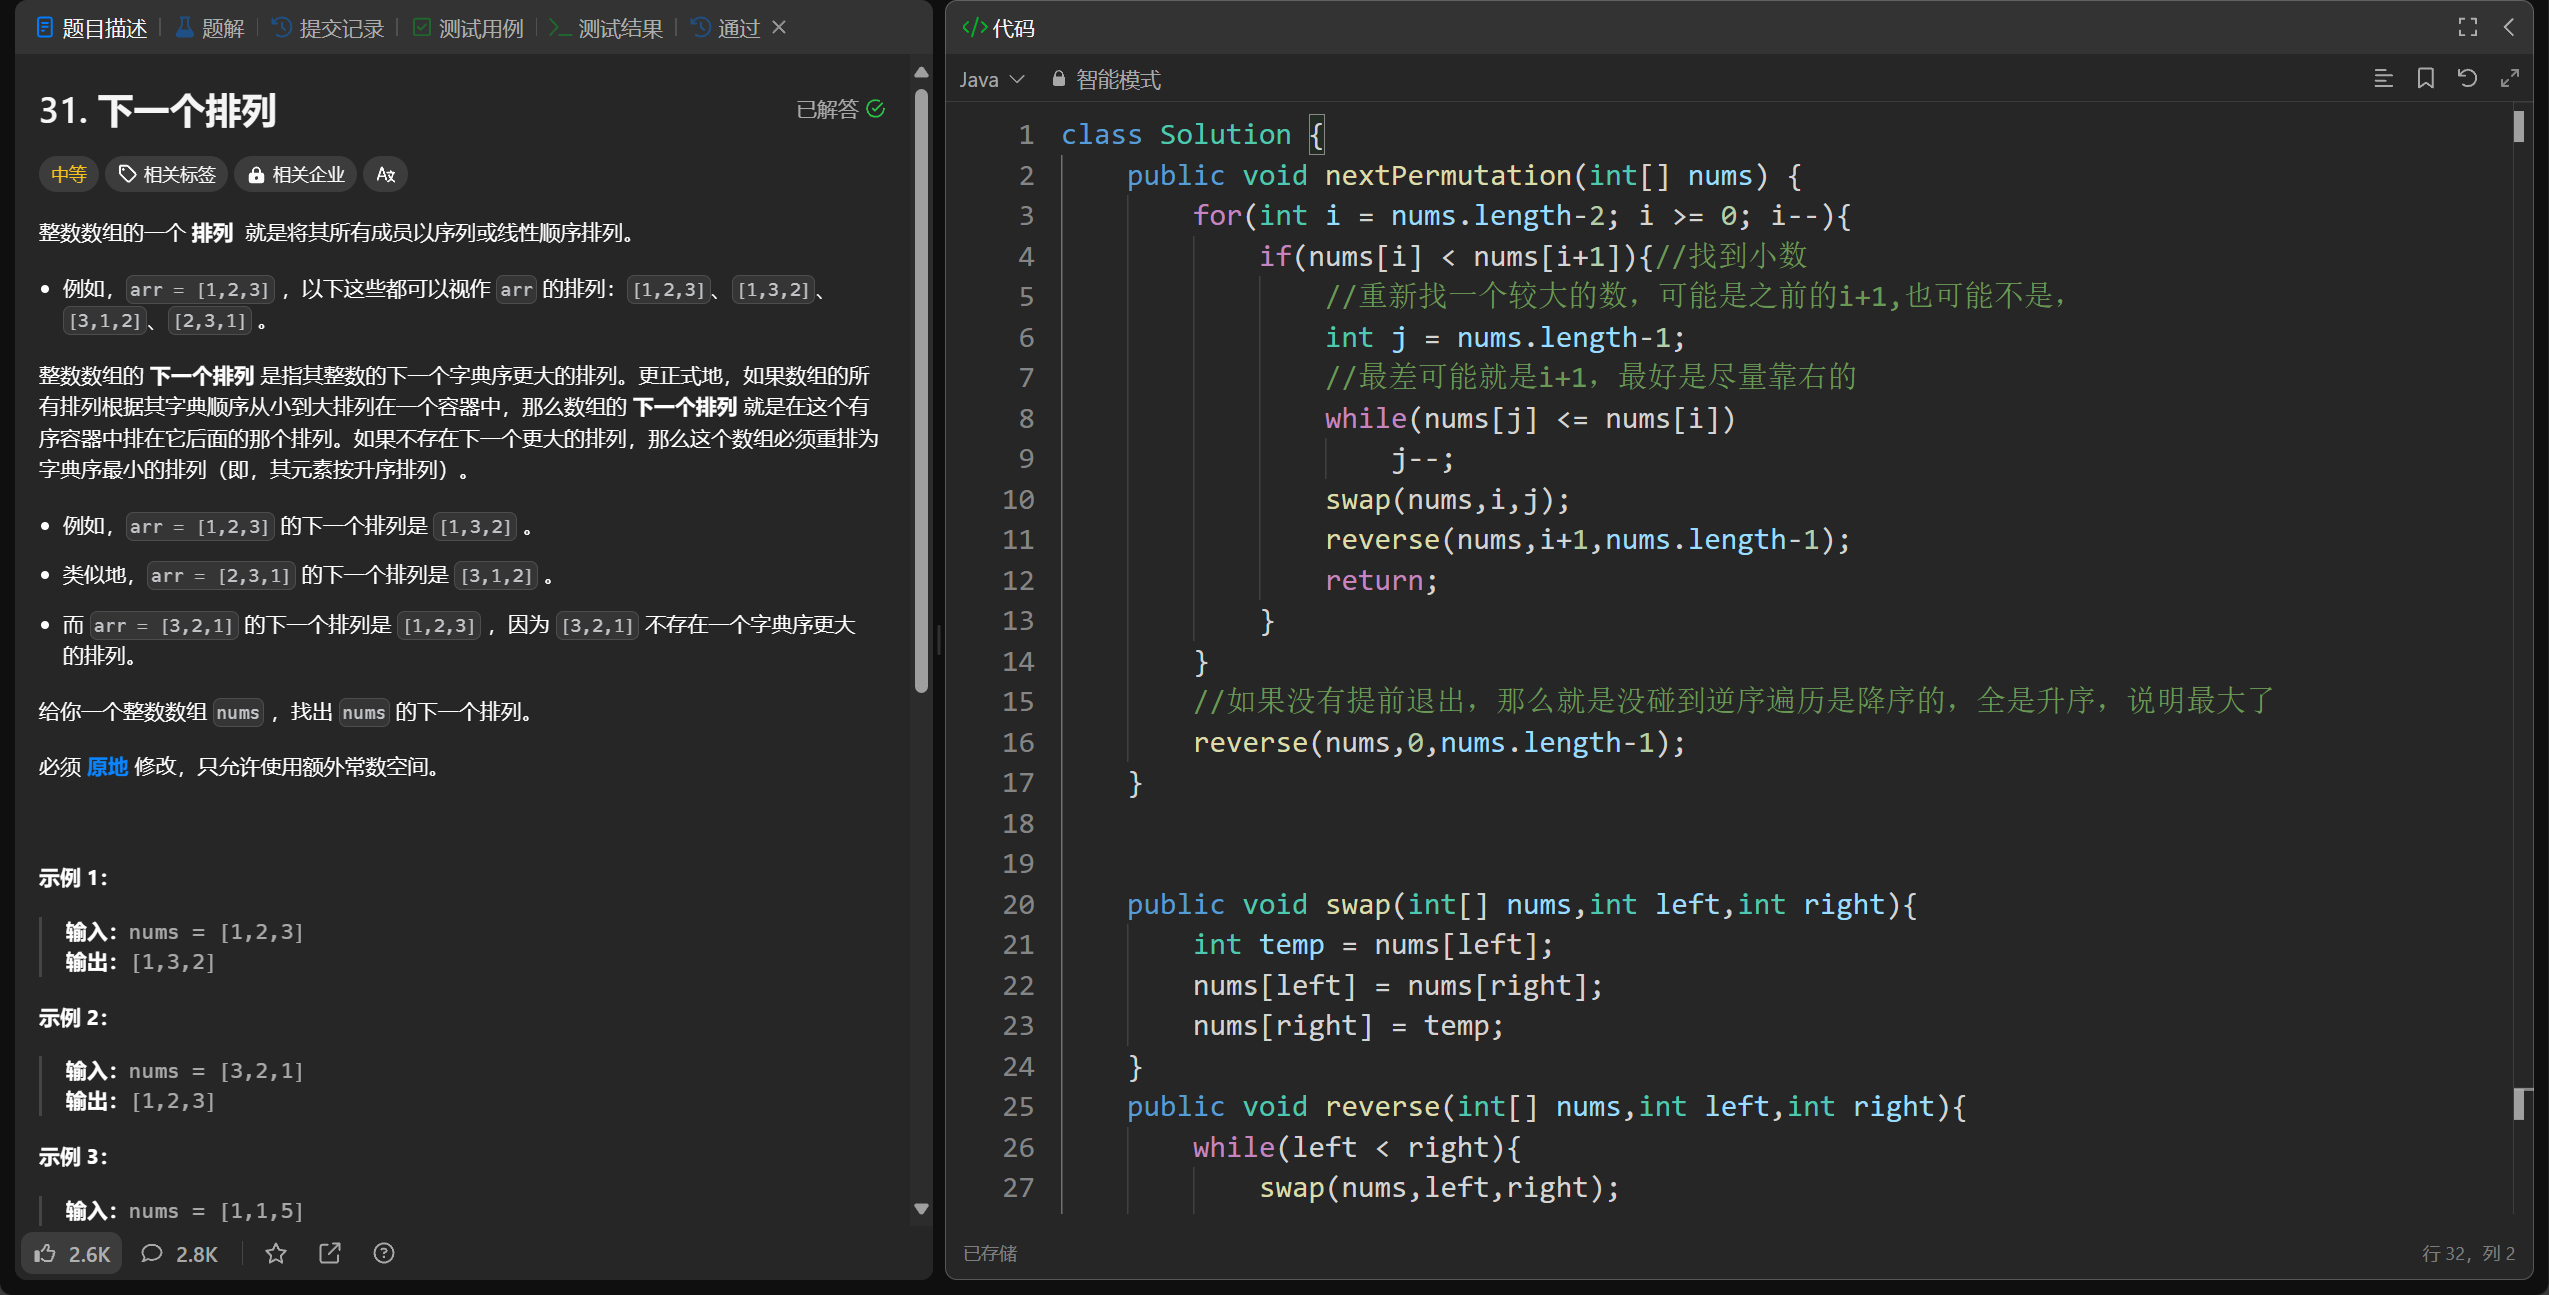 题目描述 | 题解 | 提交记录 | 测试用例 | >_ 测试结果 | 通过 ×
31. 下一个排列
已解答
中等 相关标签 相关企业
整数数组的一个 排列 就是将其所有成员以序列或线性顺序排列。
• 例如，arr = [1,2,3] ，以下这些都可以视作 arr 的排列：[1,2,3]、[1,3,2]、
[3,1,2]、[2,3,1] 。
整数数组的 下一个排列 是指其整数的下一个字典序更大的排列。更正式地，如果数组的所
有排列根据其字典顺序从小到大排列在一个容器中，那么数组的 下一个排列 就是在这个有
序容器中排在它后面的那个排列。如果不存在下一个更大的排列，那么这个数组必须重排为
字典序最小的排列（即，其元素按升序排列）。
• 例如，arr = [1,2,3] 的下一个排列是 [1,3,2] 。
• 类似地，arr = [2,3,1] 的下一个排列是 [3,1,2] 。
• 而 arr = [3,2,1] 的下一个排列是 [1,2,3] ，因为 [3,2,1] 不存在一个字典序更大
的排列。
给你一个整数数组 nums ，找出 nums 的下一个排列。
必须 原地 修改，只允许使用额外常数空间。
示例 1：
输入：nums = [1,2,3]
输出：[1,3,2]
示例 2：
输入：nums = [3,2,1]
输出：[1,2,3]
示例 3：
输入：nums = [1,1,5]
2.6K 2.8K
</> 代码
Java 智能模式
1 class Solution {
2     public void nextPermutation(int[] nums) {
3         for(int i = nums.length-2; i >= 0; i--){
4             if(nums[i] < nums[i+1]){//找到小数
5                 //重新找一个较大的数，可能是之前的i+1,也可能不是，
6                 int j = nums.length-1;
7                 //最差可能就是i+1，最好是尽量靠右的
8                 while(nums[j] <= nums[i])
9                     j--;
10                 swap(nums,i,j);
11                 reverse(nums,i+1,nums.length-1);
12                 return;
13             }
14         }
15         //如果没有提前退出，那么就是没碰到逆序遍历是降序的，全是升序，说明最大了
16         reverse(nums,0,nums.length-1);
17     }
18
19
20     public void swap(int[] nums,int left,int right){
21         int temp = nums[left];
22         nums[left] = nums[right];
23         nums[right] = temp;
24     }
25     public void reverse(int[] nums,int left,int right){
26         while(left < right){
27             swap(nums,left,right);
已存储
行 32，列 2